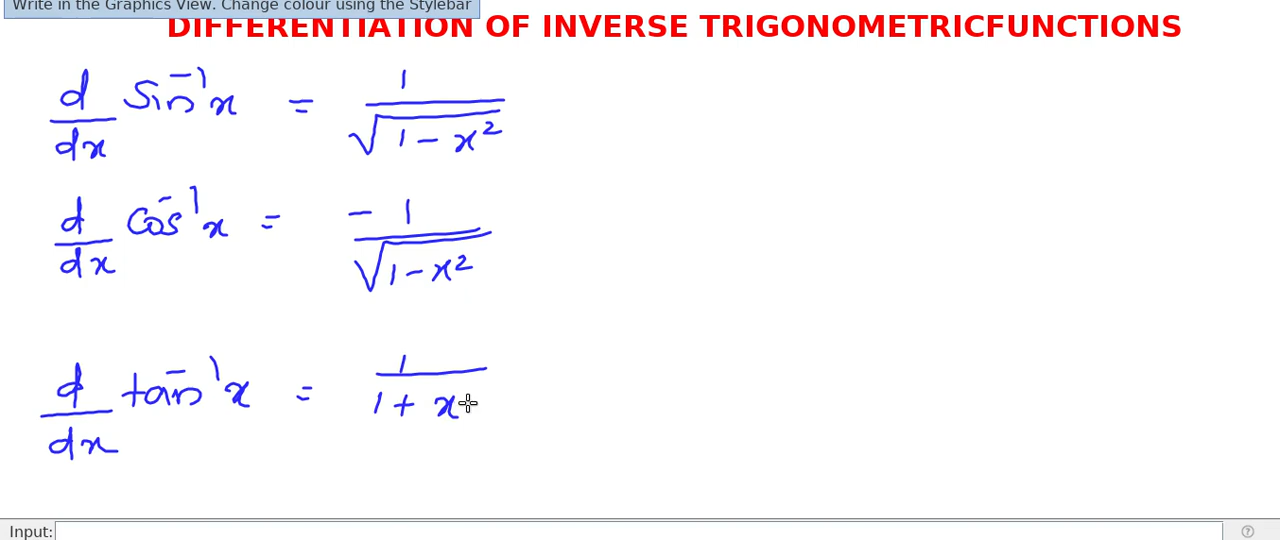 Write in the Graphics View. Change colour using the Stylebar
DIFFERENTIATION OF INVERSE TRIGONOMETRICFUNCTIONS
d/dx sin⁻¹x = 1/√(1-x²)
d/dx cos⁻¹x = -1/√(1-x²)
d/dx tan⁻¹x = 1/(1+x
Input: